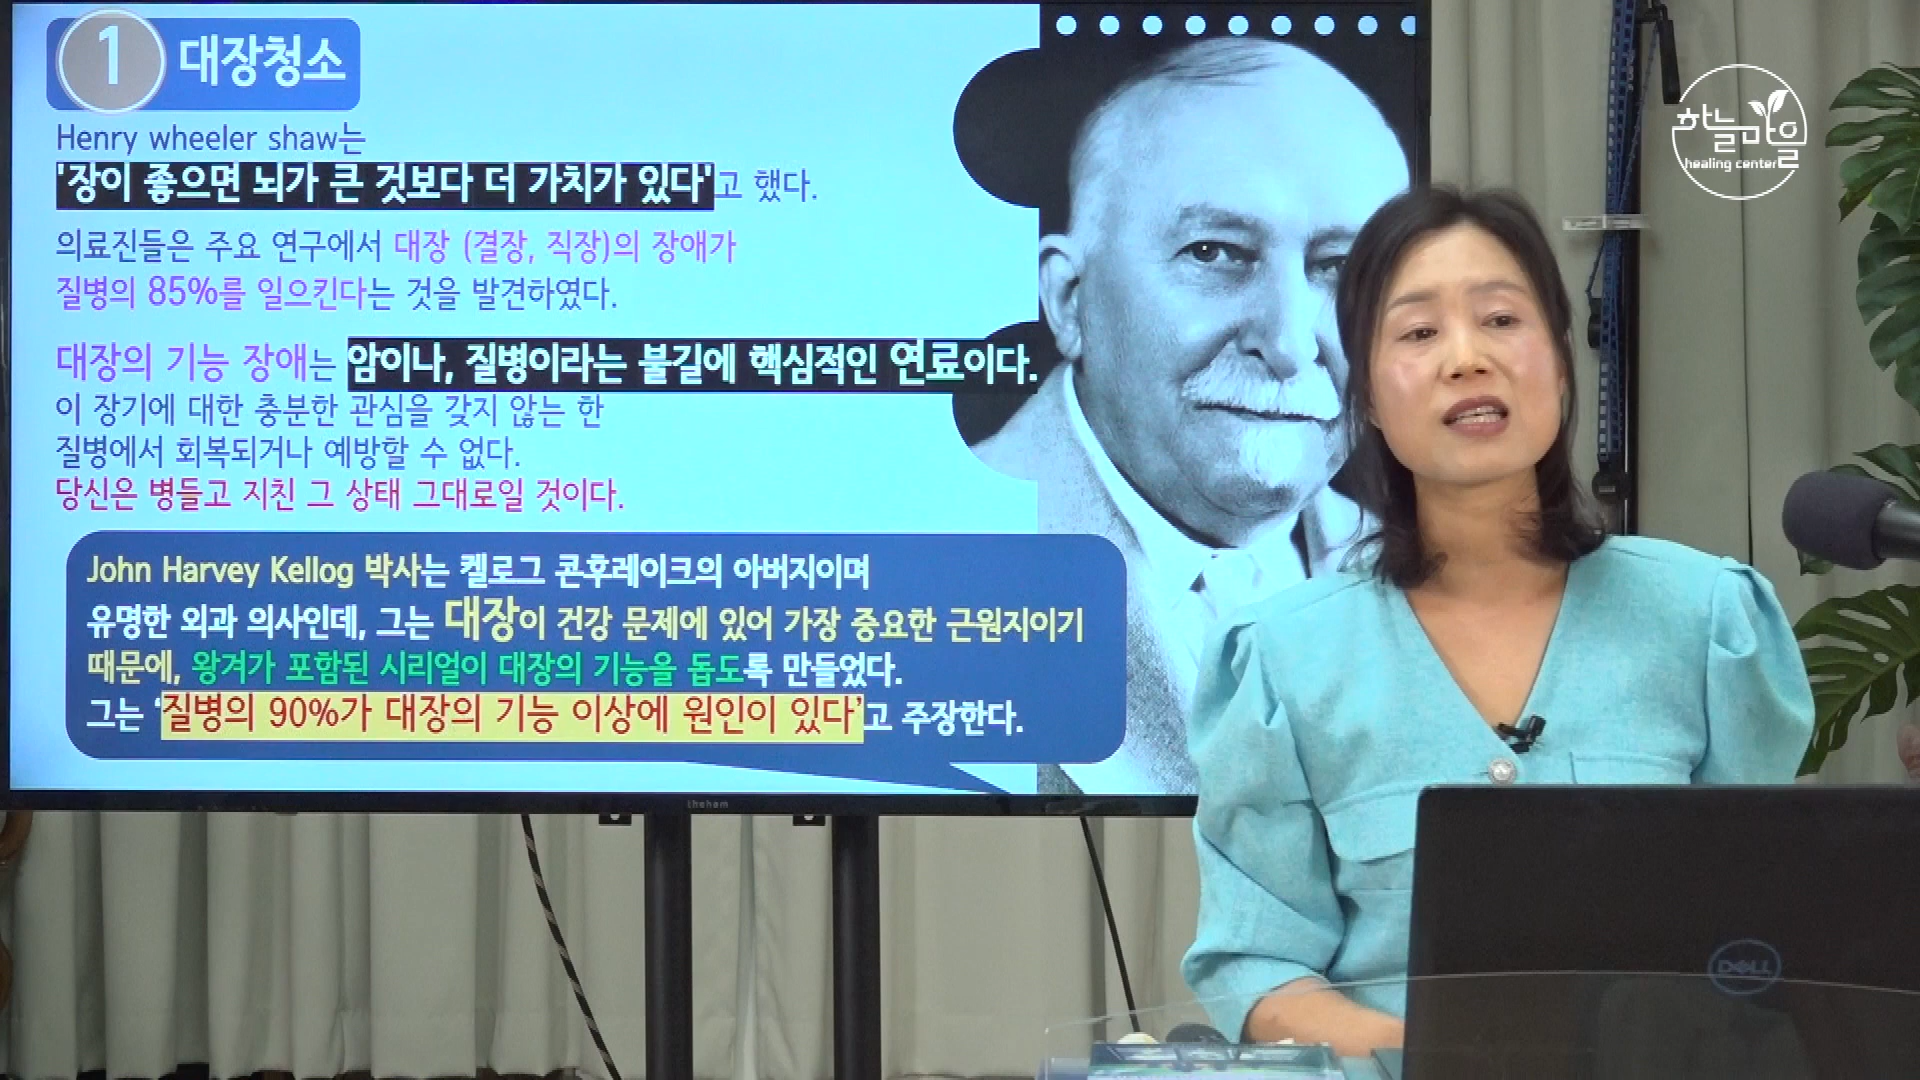 1 대장청소
Henry wheeler shaw는
'장이 좋으면 뇌가 큰 것보다 더 가치가 있다'고 했다.
의료진들은 주요 연구에서 대장 (결장, 직장)의 장애가
질병의 85%를 일으킨다는 것을 발견하였다.
대장의 기능 장애는 암이나, 질병이라는 불길에 핵심적인 연료이다.
이 장기에 대한 충분한 관심을 갖지 않는 한
질병에서 회복되거나 예방할 수 없다.
당신은 병들고 지친 그 상태 그대로일 것이다.
John Harvey Kellog 박사는 켈로그 콘후레이크의 아버지이며
유명한 외과 의사인데, 그는 대장이 건강 문제에 있어 가장 중요한 근원지이기
때문에, 왕겨가 포함된 시리얼이 대장의 기능을 돕도록 만들었다.
그는 ‘질병의 90%가 대장의 기능 이상에 원인이 있다’고 주장한다.
하늘마을
healing center
theham
DELL